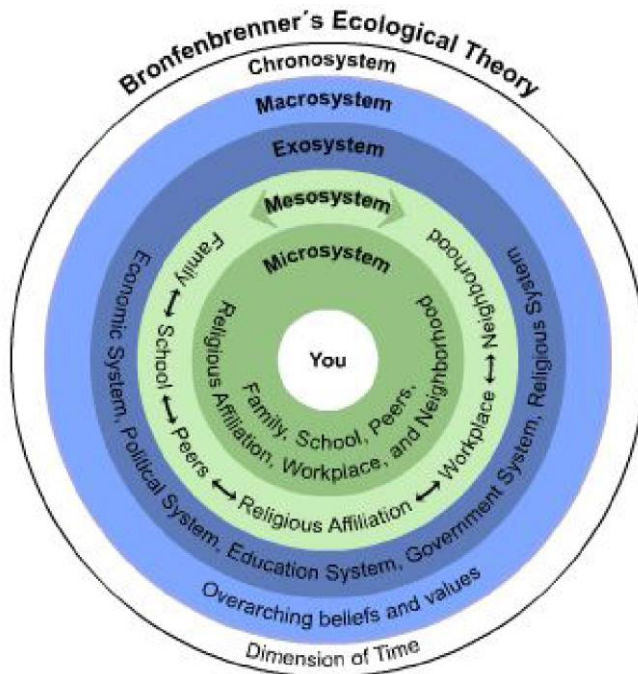 Bronfenbrenner´s Ecological Theory
Chronosystem
Macrosystem
Exosystem
Mesosystem
Microsystem
You
Family, School, Peers,
Religious Affiliation, Workplace, and Neighborhood
Family ↔ School ↔ Peers ↔ Religious Affiliation ↔ Workplace ↔ Neighborhood
Economic System, Political System, Education System, Government System, Religious System
Overarching beliefs and values
Dimension of Time